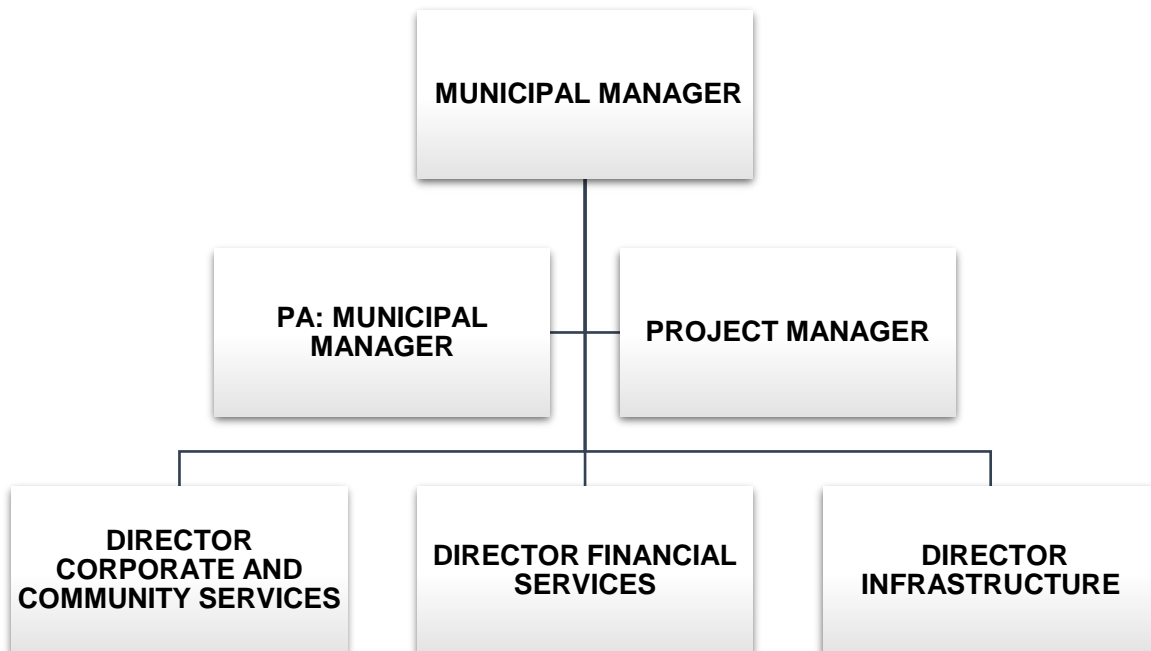 MUNICIPAL MANAGER
PA: MUNICIPAL
MANAGER
PROJECT MANAGER
DIRECTOR
CORPORATE AND
COMMUNITY SERVICES
DIRECTOR FINANCIAL
SERVICES
DIRECTOR
INFRASTRUCTURE